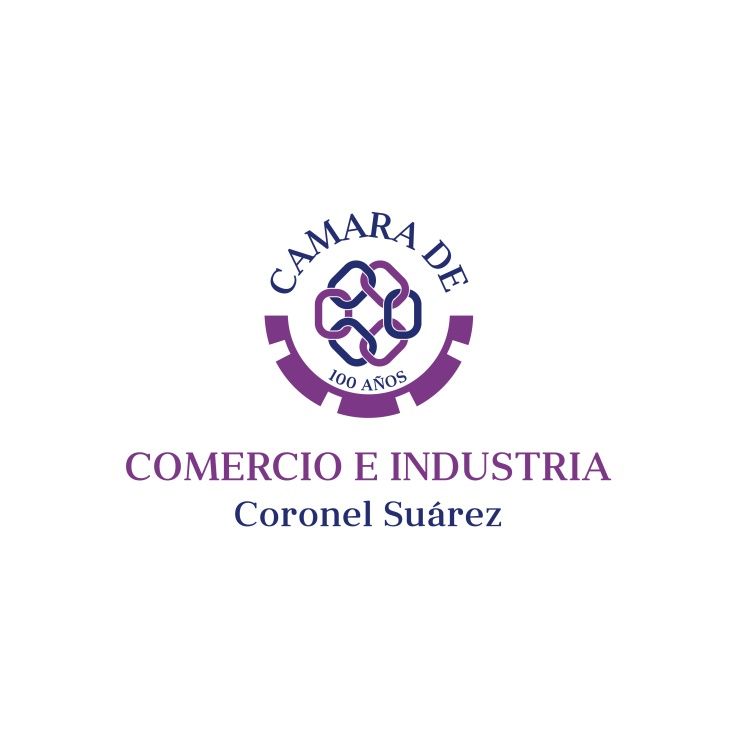 CAMARA DE
100 AÑOS
COMERCIO E INDUSTRIA
Coronel Suárez